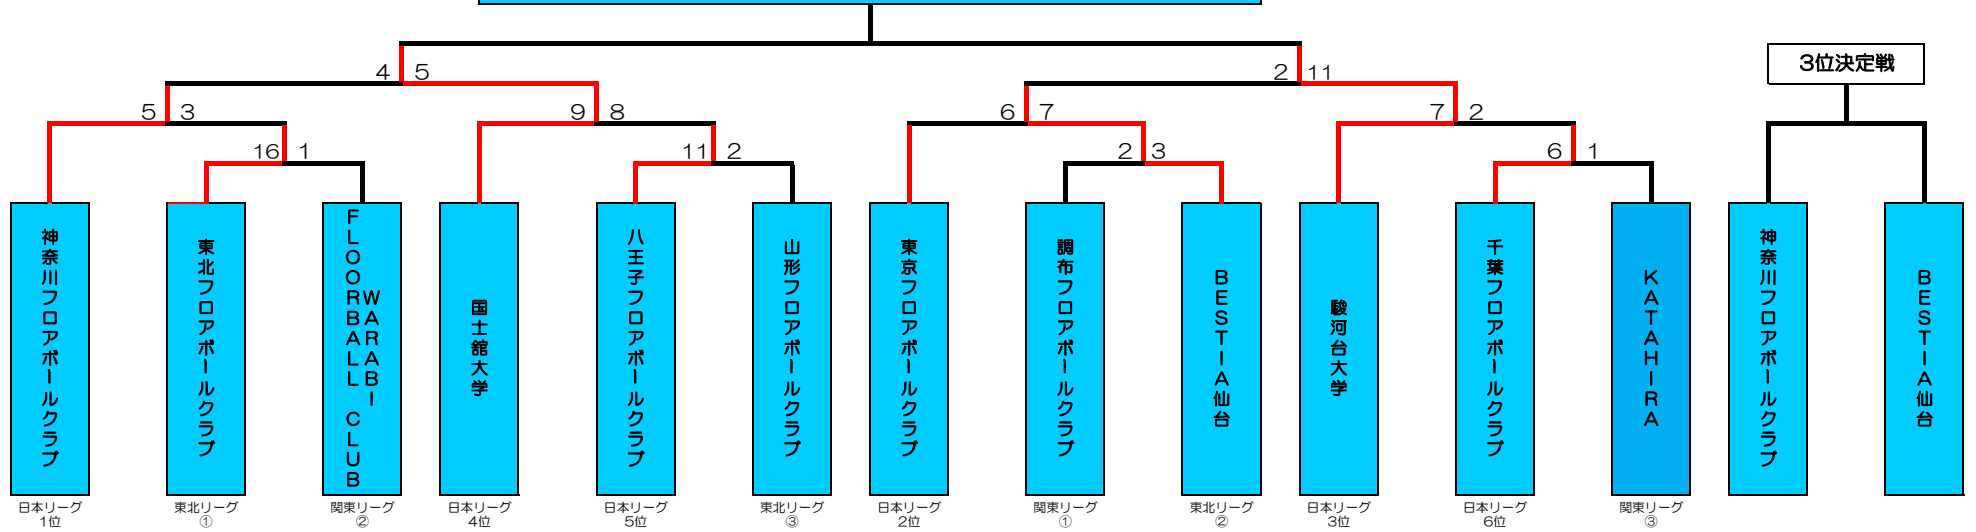 4 5
2 11
3位決定戦
5 3
9 8
6 7
7 2
16 1
11 2
2 3
6 1
神奈川フロアボールクラブ
東北フロアボールクラブ
FLOORBALL CLUB
WARABI
国士舘大学
八王子フロアボールクラブ
山形フロアボールクラブ
東京フロアボールクラブ
調布フロアボールクラブ
BESTIA仙台
駿河台大学
千葉フロアボールクラブ
KATAHIRA
神奈川フロアボールクラブ
BESTIA仙台
日本リーグ
1位
東北リーグ
①
関東リーグ
②
日本リーグ
4位
日本リーグ
5位
東北リーグ
③
日本リーグ
2位
関東リーグ
①
東北リーグ
②
日本リーグ
3位
日本リーグ
6位
関東リーグ
③